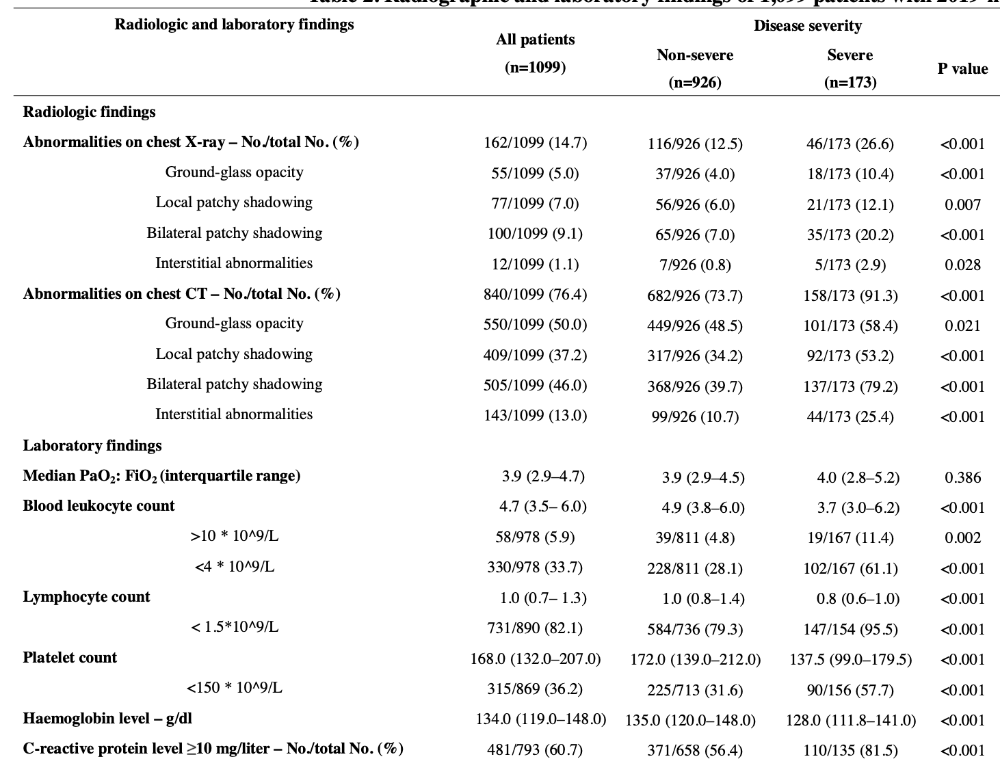 Table 2. Radiographic and laboratory findings of 1,099 patients with 2019-n
Radiologic and laboratory findings All patients (n=1099) Disease severity
Non-severe (n=926) Severe (n=173) P value
Radiologic findings
Abnormalities on chest X-ray – No./total No. (%) 162/1099 (14.7) 116/926 (12.5) 46/173 (26.6) <0.001
Ground-glass opacity 55/1099 (5.0) 37/926 (4.0) 18/173 (10.4) <0.001
Local patchy shadowing 77/1099 (7.0) 56/926 (6.0) 21/173 (12.1) 0.007
Bilateral patchy shadowing 100/1099 (9.1) 65/926 (7.0) 35/173 (20.2) <0.001
Interstitial abnormalities 12/1099 (1.1) 7/926 (0.8) 5/173 (2.9) 0.028
Abnormalities on chest CT – No./total No. (%) 840/1099 (76.4) 682/926 (73.7) 158/173 (91.3) <0.001
Ground-glass opacity 550/1099 (50.0) 449/926 (48.5) 101/173 (58.4) 0.021
Local patchy shadowing 409/1099 (37.2) 317/926 (34.2) 92/173 (53.2) <0.001
Bilateral patchy shadowing 505/1099 (46.0) 368/926 (39.7) 137/173 (79.2) <0.001
Interstitial abnormalities 143/1099 (13.0) 99/926 (10.7) 44/173 (25.4) <0.001
Laboratory findings
Median PaO₂: FiO₂ (interquartile range) 3.9 (2.9–4.7) 3.9 (2.9–4.5) 4.0 (2.8–5.2) 0.386
Blood leukocyte count 4.7 (3.5– 6.0) 4.9 (3.8–6.0) 3.7 (3.0–6.2) <0.001
>10 * 10^9/L 58/978 (5.9) 39/811 (4.8) 19/167 (11.4) 0.002
<4 * 10^9/L 330/978 (33.7) 228/811 (28.1) 102/167 (61.1) <0.001
Lymphocyte count 1.0 (0.7– 1.3) 1.0 (0.8–1.4) 0.8 (0.6–1.0) <0.001
< 1.5*10^9/L 731/890 (82.1) 584/736 (79.3) 147/154 (95.5) <0.001
Platelet count 168.0 (132.0–207.0) 172.0 (139.0–212.0) 137.5 (99.0–179.5) <0.001
<150 * 10^9/L 315/869 (36.2) 225/713 (31.6) 90/156 (57.7) <0.001
Haemoglobin level – g/dl 134.0 (119.0–148.0) 135.0 (120.0–148.0) 128.0 (111.8–141.0) <0.001
C-reactive protein level ≥10 mg/liter – No./total No. (%) 481/793 (60.7) 371/658 (56.4) 110/135 (81.5) <0.001